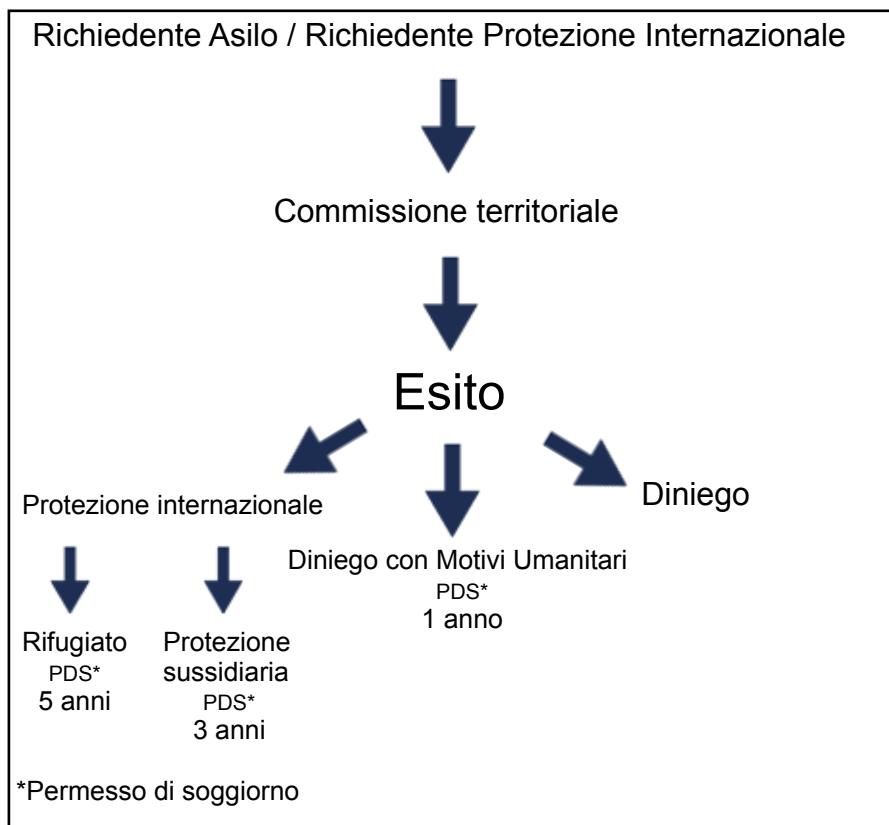 Richiedente Asilo / Richiedente Protezione Internazionale
Commissione territoriale
Esito
Protezione internazionale
Diniego
Diniego con Motivi Umanitari
PDS*
1 anno
Rifugiato
PDS*
5 anni
Protezione
sussidiaria
PDS*
3 anni
*Permesso di soggiorno